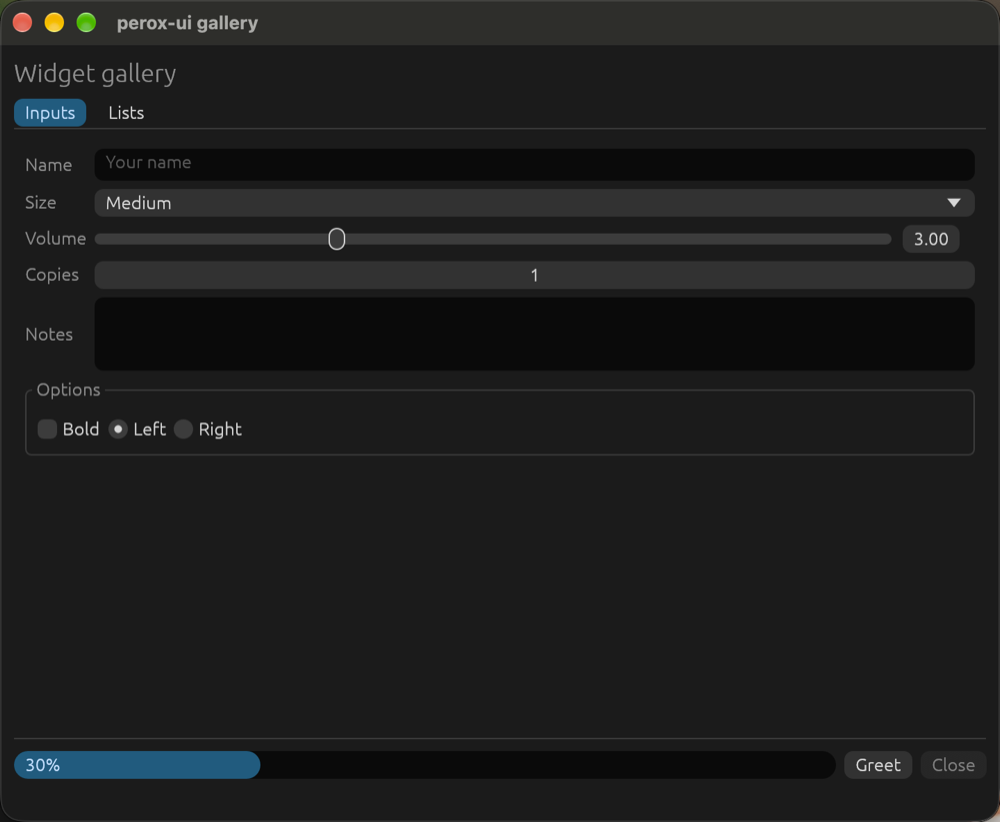 perox-ui gallery
Widget gallery
Inputs Lists
Name Your name
Size Medium
Volume 3.00
Copies 1
Notes
Options
Bold Left Right
30% Greet Close